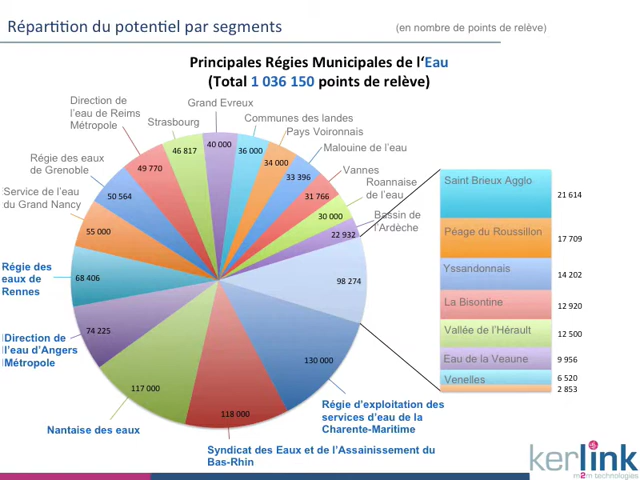 Répartition du potentiel par segments
(en nombre de points de relève)
Principales Régies Municipales de l'Eau
(Total 1 036 150 points de relève)
Direction de
l'eau de Reims
Métropole
Strasbourg
Grand Evreux
Communes des landes
Pays Voironnais
Malouine de l'eau
Vannes
Roannaise
de l'eau
Bassin de
l'Ardèche
Régie des eaux
de Grenoble
Service de l'eau
du Grand Nancy
Régie des
eaux de
Rennes
Direction de
l'eau d'Angers
Métropole
Nantaise des eaux
Syndicat des Eaux et de l'Assainissement du
Bas-Rhin
Régie d'exploitation des
services d'eau de la
Charente-Maritime
40 000
36 000
34 000
33 396
31 766
30 000
22 932
98 274
130 000
118 000
117 000
74 225
68 406
55 000
50 564
49 770
46 817
Saint Brieux Agglo
21 614
Péage du Roussillon
17 709
Yssandonnais
14 202
La Bisontine
12 920
Vallée de l'Hérault
12 500
Eau de la Veaune
9 956
Venelles
6 520
2 853
kerlink
m2m technologies